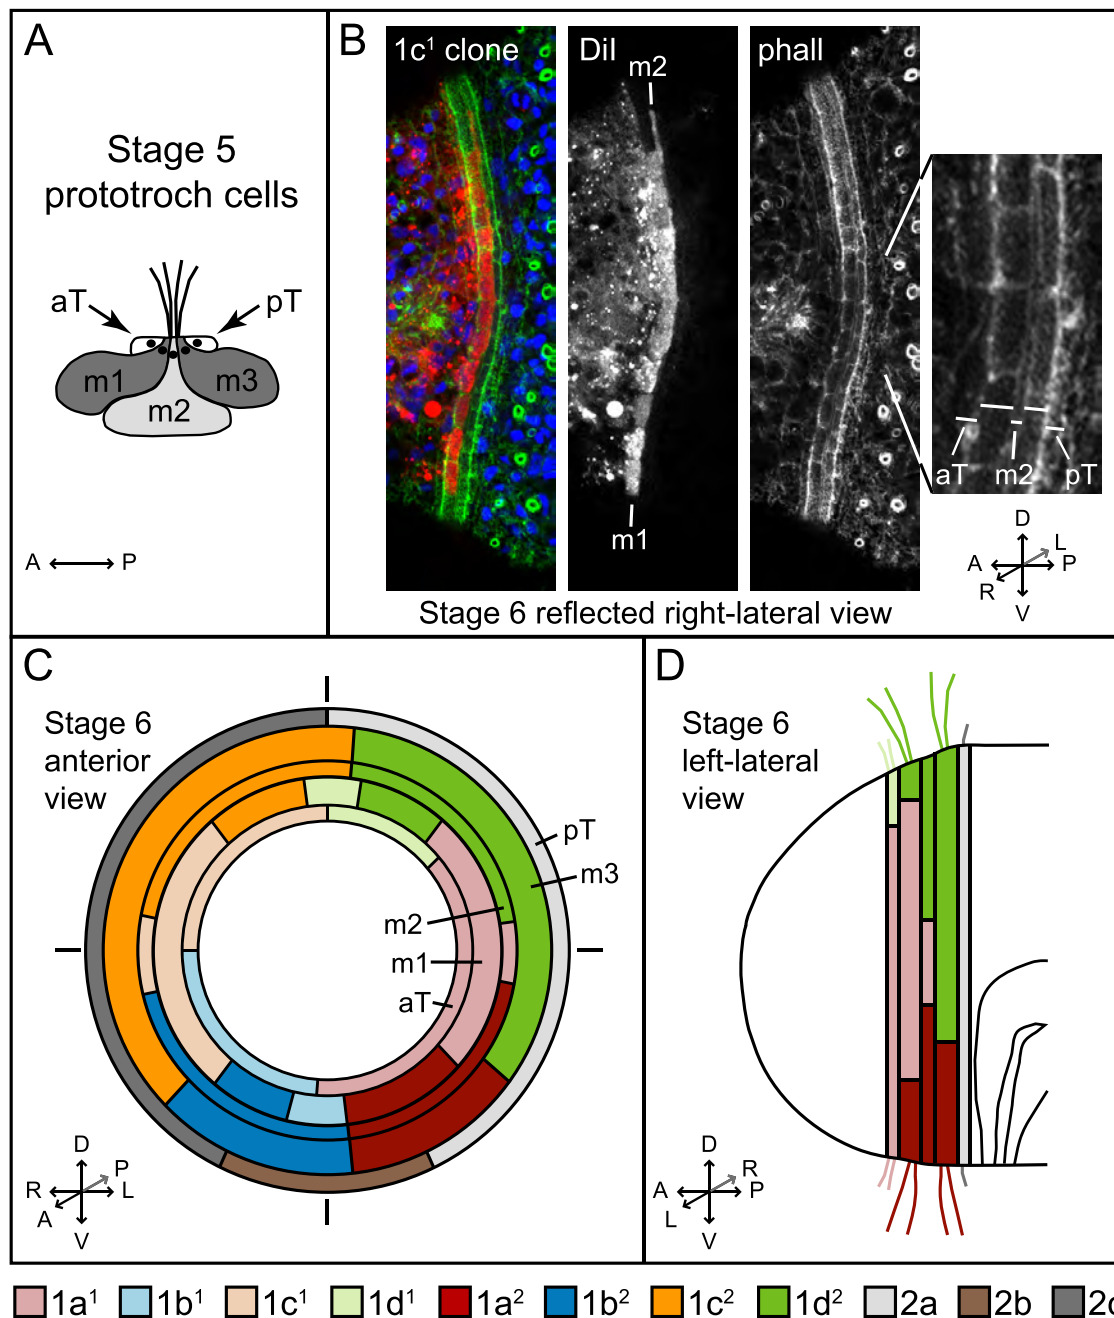 A
Stage 5
prototroch cells
aT
pT
m1
m3
m2
A
P
B
1c¹ clone
DiI
phall
m2
m1
aT
m2
pT
D
L
A
P
R
V
Stage 6 reflected right-lateral view
C
Stage 6
anterior
view
pT
m3
m2
m1
aT
D
P
R
L
A
V
D
Stage 6
left-lateral
view
D
R
A
P
L
V
1a¹
1b¹
1c¹
1d¹
1a²
1b²
1c²
1d²
2a
2b